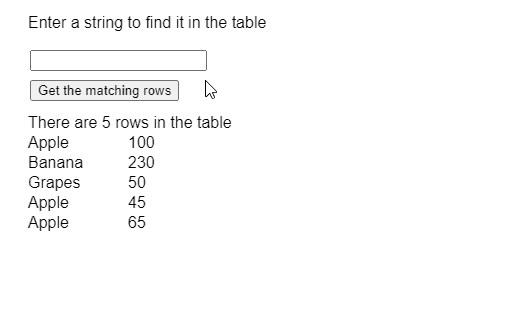 Enter a string to find it in the table
Get the matching rows
There are 5 rows in the table
Apple 100
Banana 230
Grapes 50
Apple 45
Apple 65